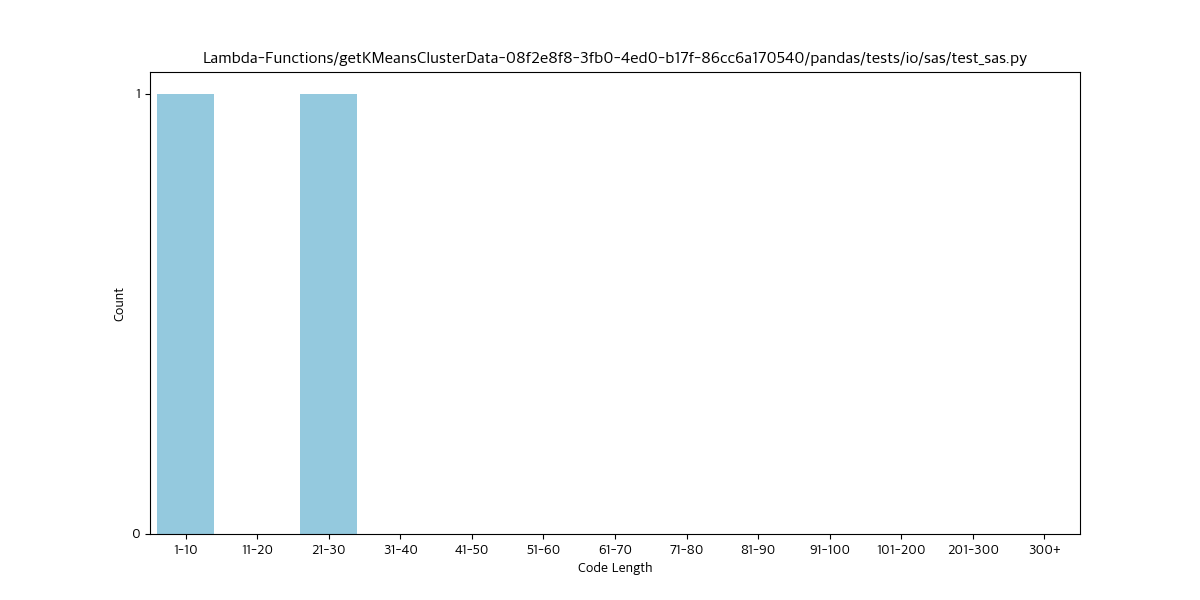 Lambda-Functions/getKMeansClusterData-08f2e8f8-3fb0-4ed0-b17f-86cc6a170540/pandas/tests/io/sas/test_sas.py
1
Count
0
1-10 11-20 21-30 31-40 41-50 51-60 61-70 71-80 81-90 91-100 101-200 201-300 300+
Code Length